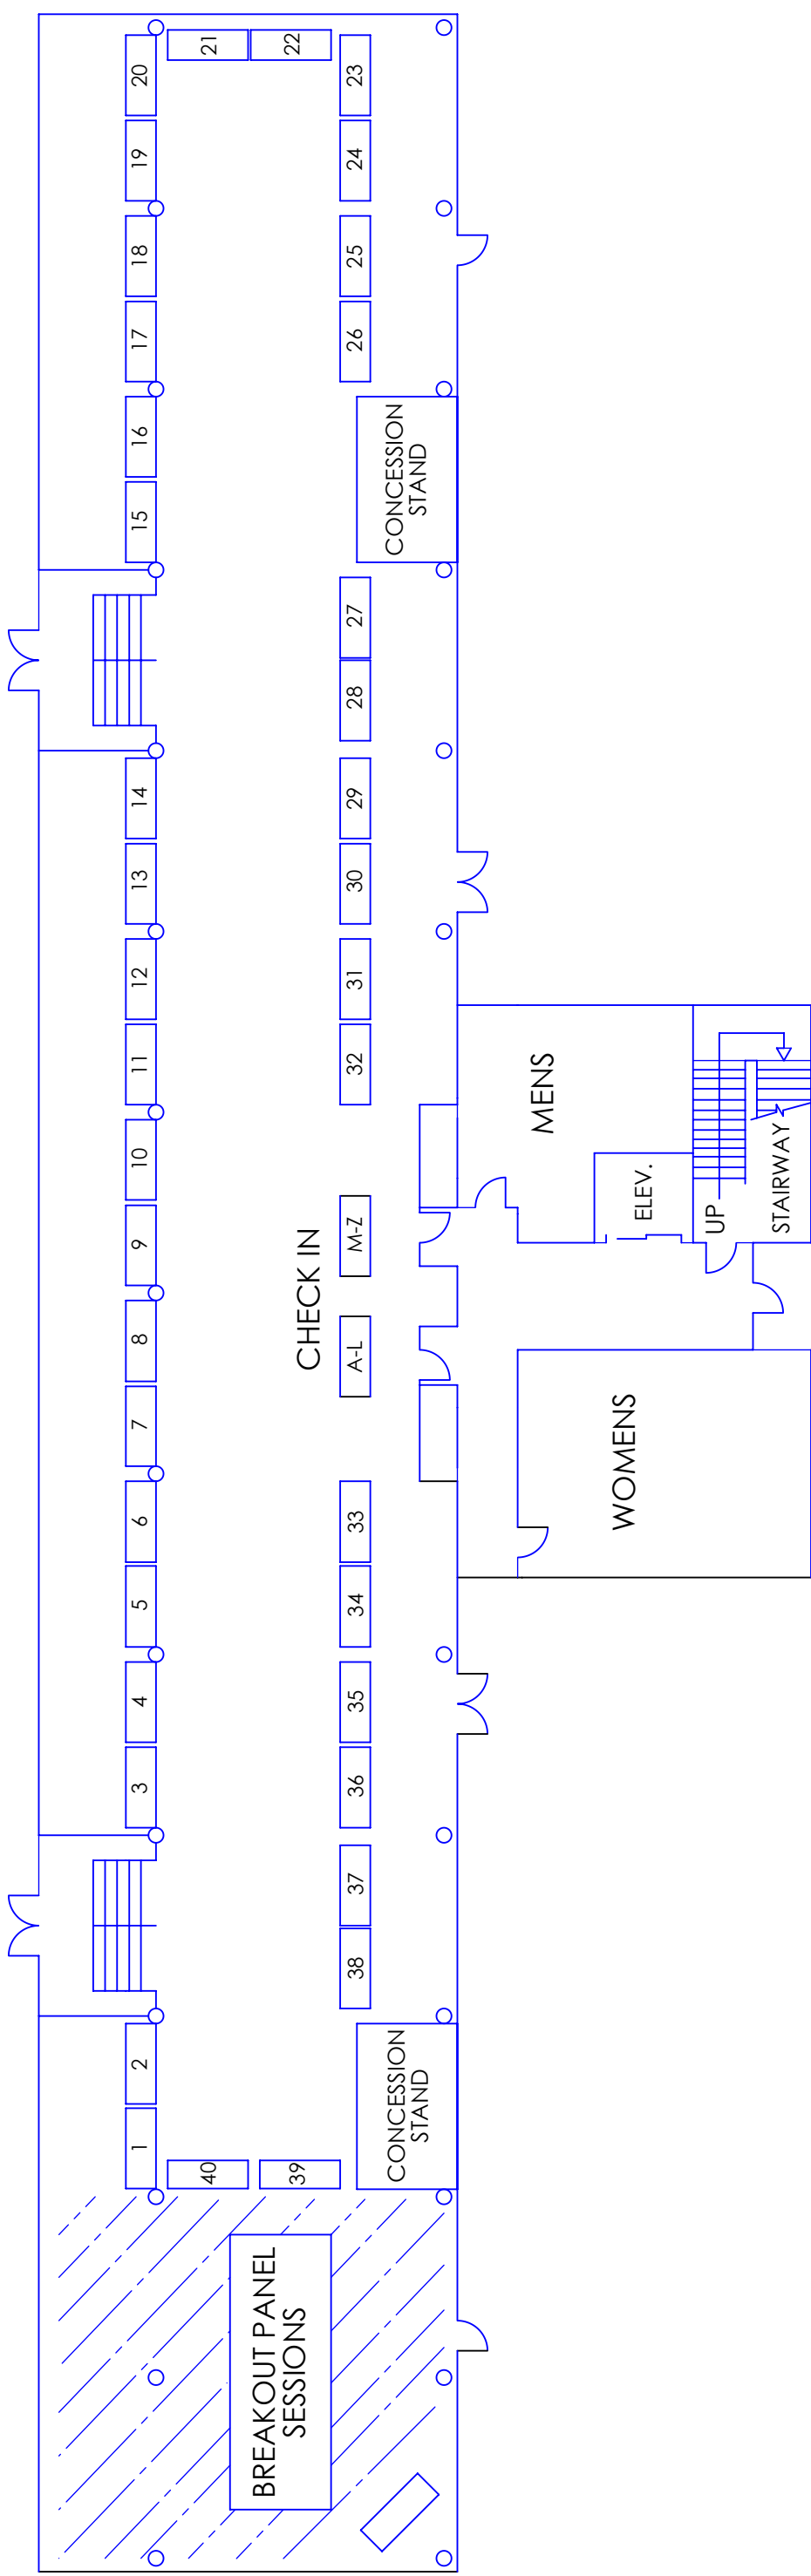 1
2
3
4
5
6
7
8
9
10
11
12
13
14
15
16
17
18
19
20
21
22
23
24
25
26
CONCESSION
STAND
27
28
29
30
31
32
CHECK IN
M-Z
A-L
33
34
35
36
37
38
CONCESSION
STAND
39
40
BREAKOUT PANEL
SESSIONS
MENS
ELEV.
UP
STAIRWAY
WOMENS